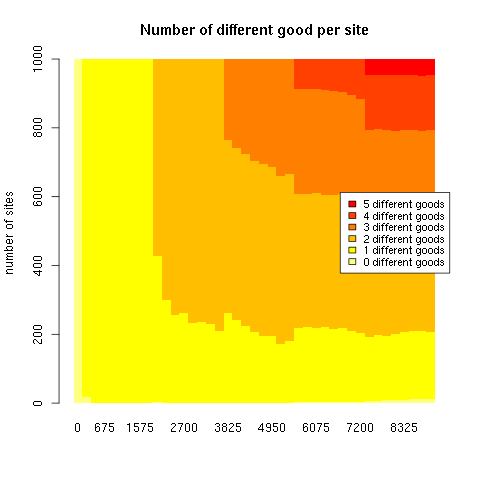 Number of different good per site
1000
800
600
400
200
0
number of sites
5 different goods
4 different goods
3 different goods
2 different goods
1 different goods
0 different goods
0 675 1575 2700 3825 4950 6075 7200 8325